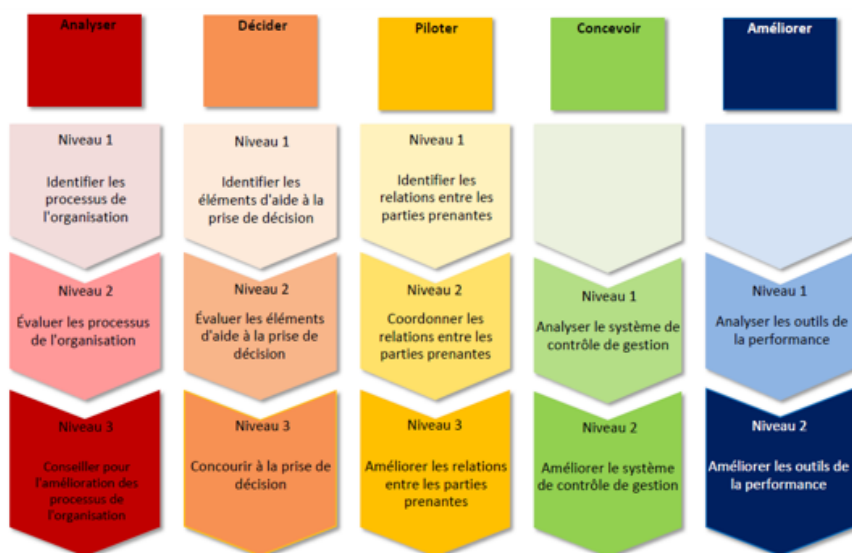 Analyser
Décider
Piloter
Concevoir
Améliorer
Niveau 1
Identifier les
processus de
l'organisation
Niveau 1
Identifier les
éléments d'aide à la
prise de décision
Niveau 1
Identifier les
relations entre les
parties prenantes
Niveau 2
Évaluer les processus
de l'organisation
Niveau 2
Évaluer les éléments
d'aide à la prise de
décision
Niveau 2
Coordonner les
relations entre les
parties prenantes
Niveau 1
Analyser le système de
contrôle de gestion
Niveau 1
Analyser les outils de
la performance
Niveau 3
Conseiller pour
l'amélioration des
processus de
l'organisation
Niveau 3
Concourir à la prise de
décision
Niveau 3
Améliorer les relations
entre les parties
prenantes
Niveau 2
Améliorer le système
de contrôle de gestion
Niveau 2
Améliorer les outils de
la performance